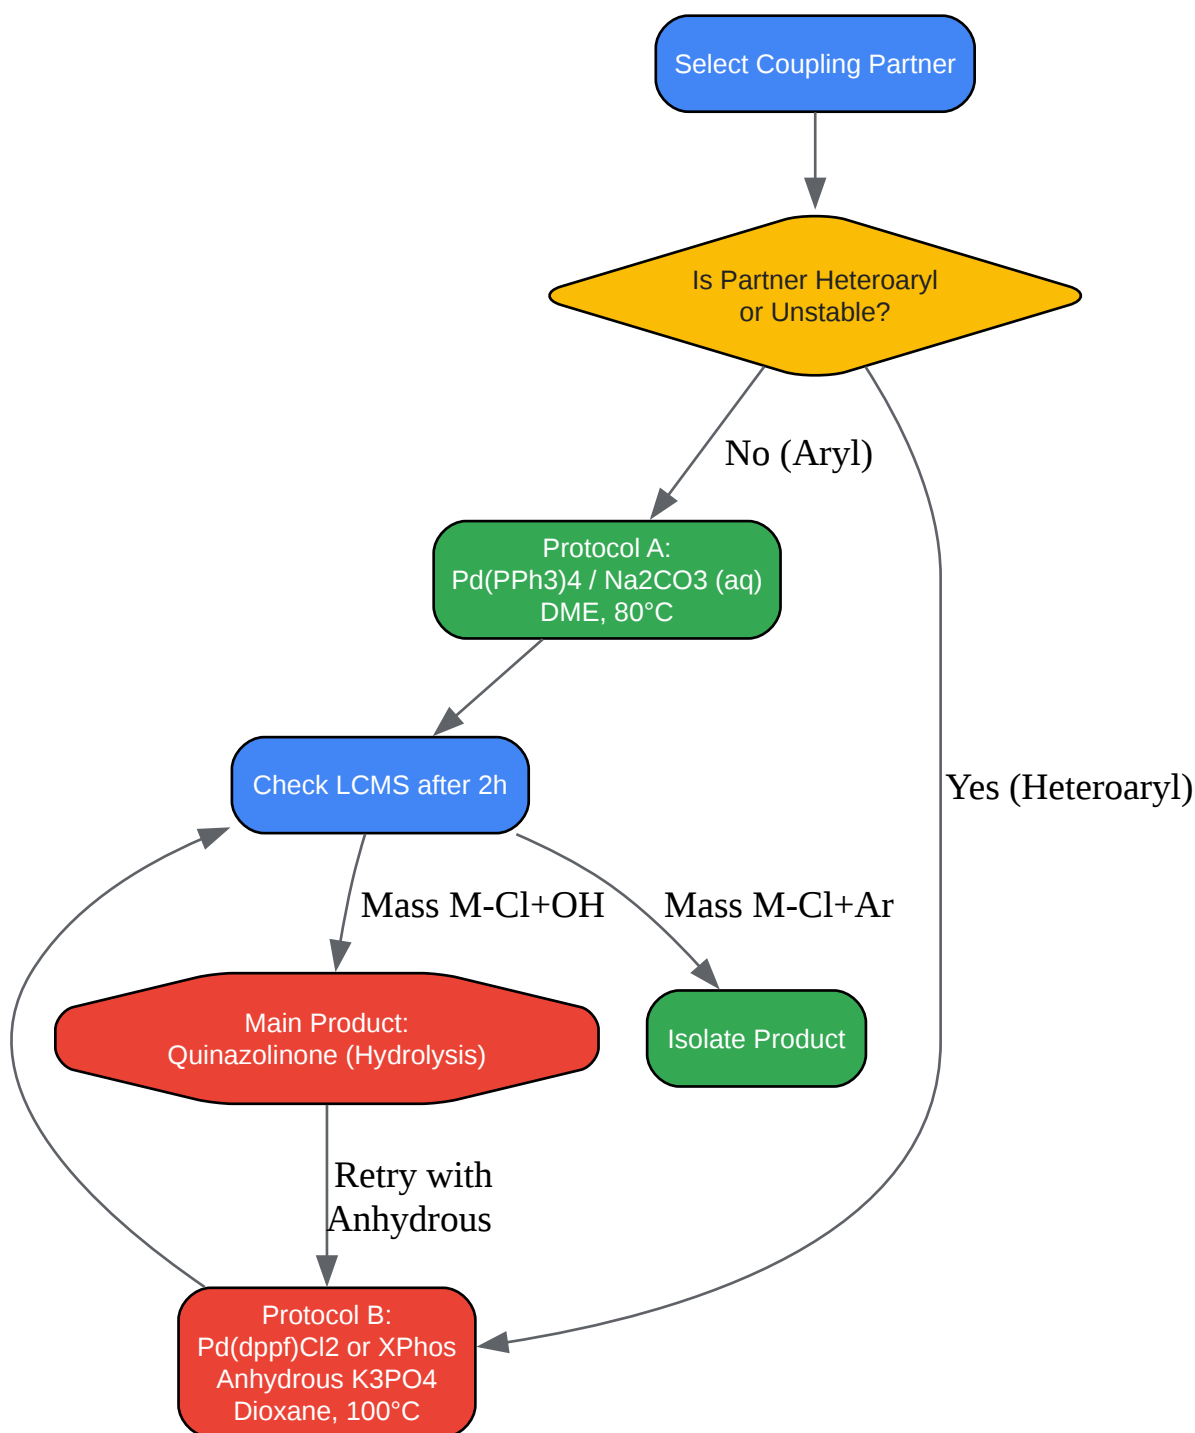 Select Coupling Partner
Is Partner Heteroaryl
or Unstable?
No (Aryl)
Protocol A:
Pd(PPh3)4 / Na2CO3 (aq)
DME, 80°C
Check LCMS after 2h
Yes (Heteroaryl)
Mass M-Cl+OH
Mass M-Cl+Ar
Main Product:
Quinazolinone (Hydrolysis)
Isolate Product
Retry with
Anhydrous
Protocol B:
Pd(dppf)Cl2 or XPhos
Anhydrous K3PO4
Dioxane, 100°C